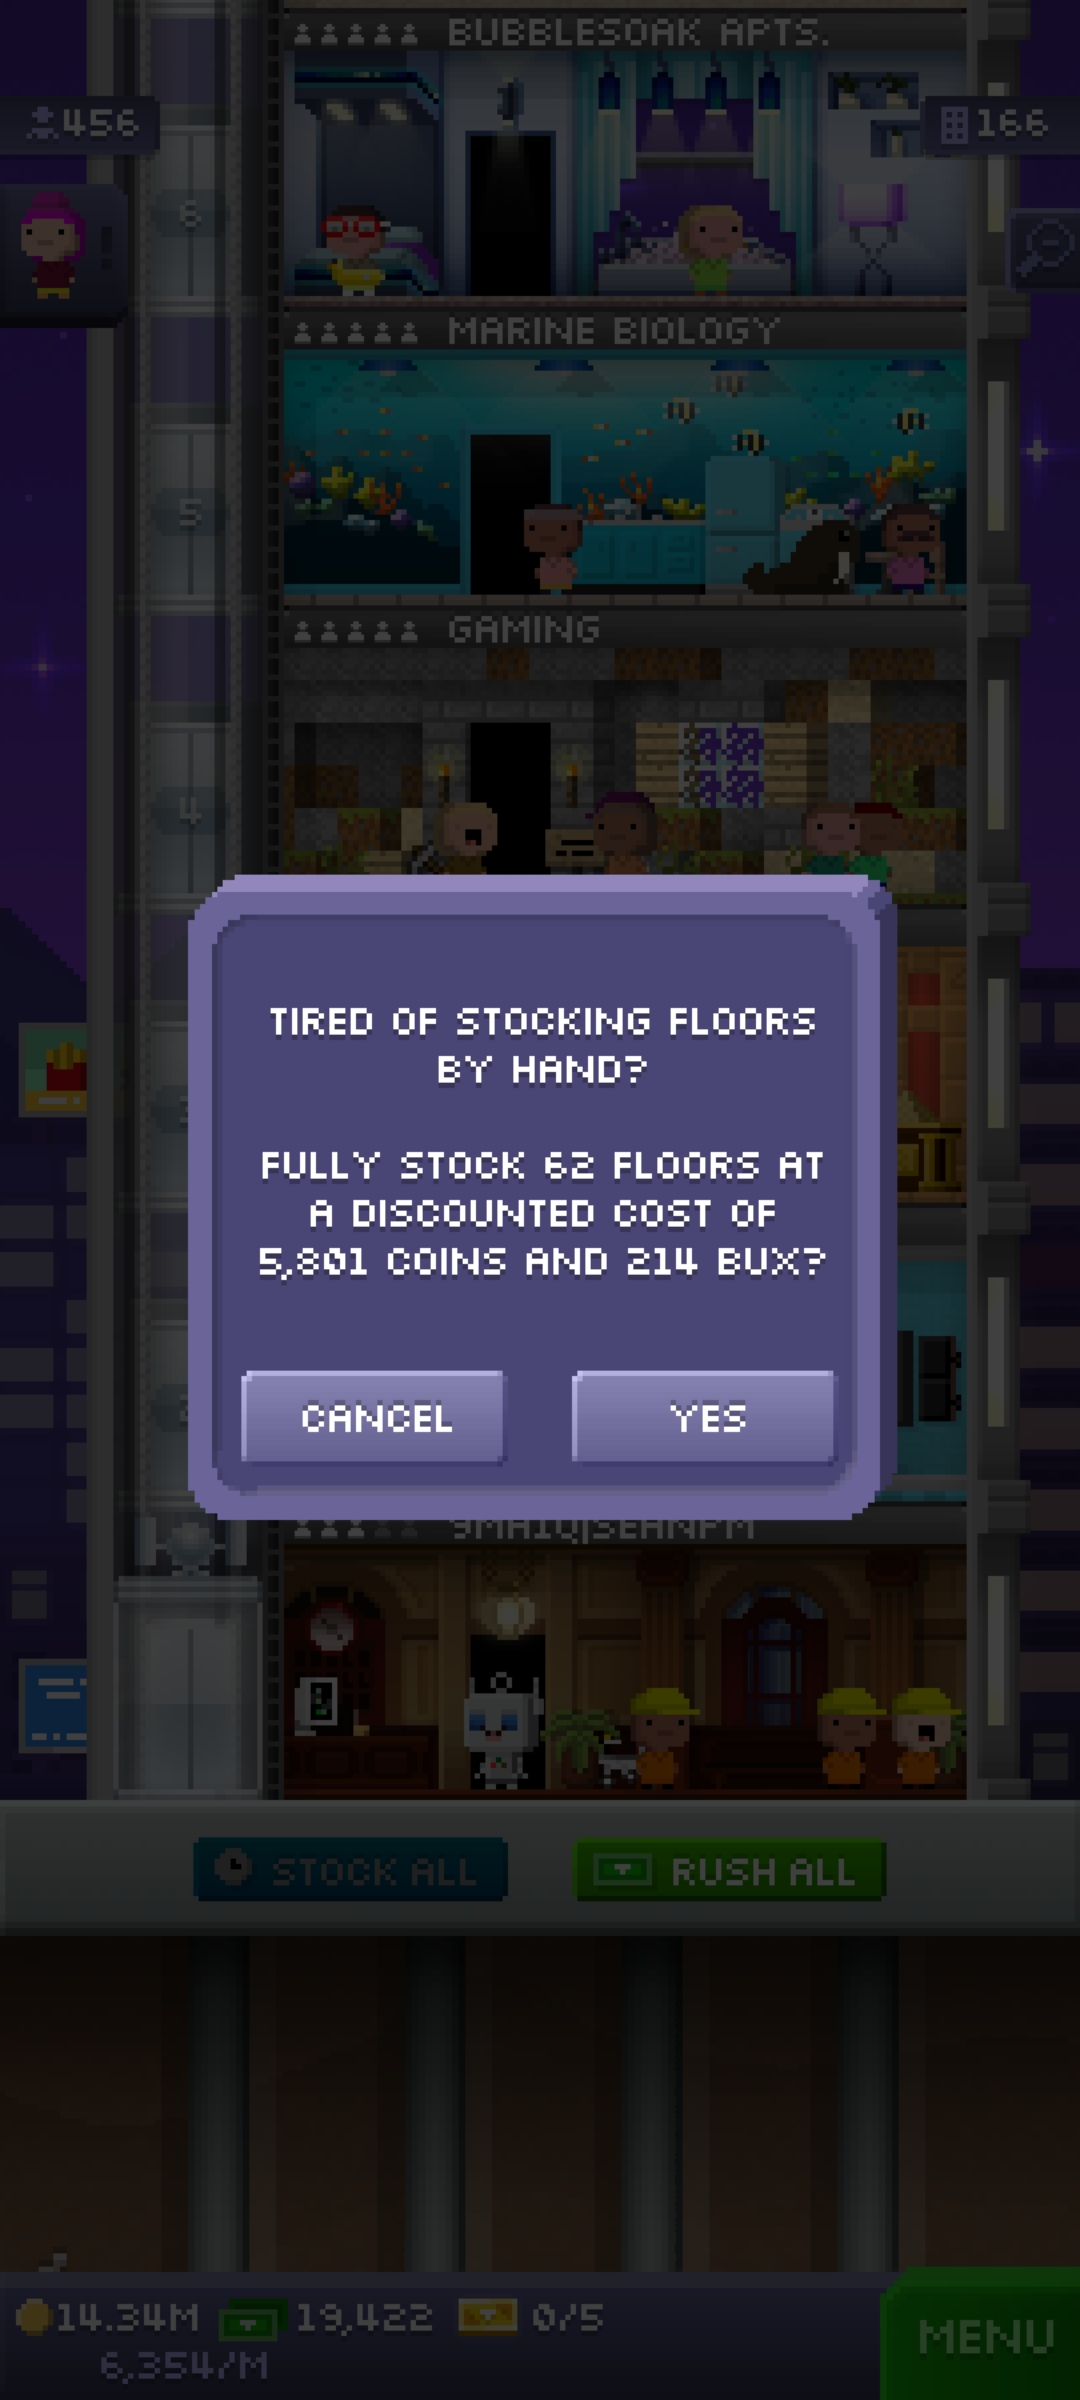 BUBBLESOAK APTS.
456
166
6
MARINE BIOLOGY
5
GAMING
4
TIRED OF STOCKING FLOORS
BY HAND?
FULLY STOCK 62 FLOORS AT
A DISCOUNTED COST OF
5,801 COINS AND 214 BUX?
CANCEL
YES
STOCK ALL
RUSH ALL
14.34M
19,422
0/5
6,354/M
MENU